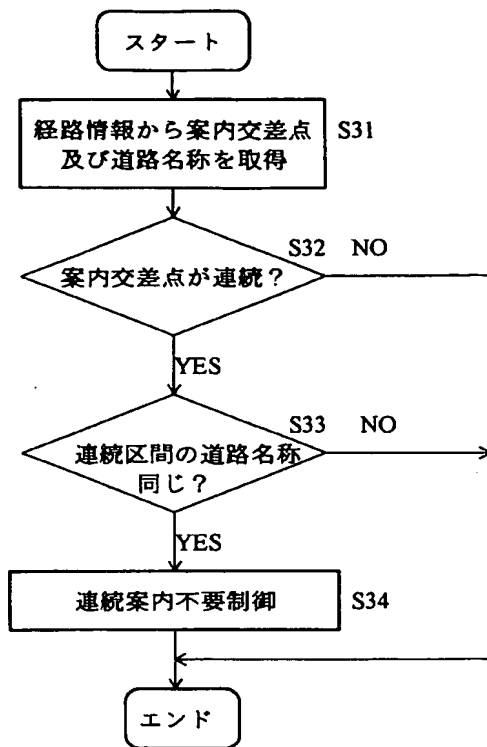 スタート
経路情報から案内交差点 S31
及び道路名称を取得
S32 NO
案内交差点が連続？
YES
S33 NO
連続区間の道路名称
同じ？
YES
連続案内不要制御 S34
エンド